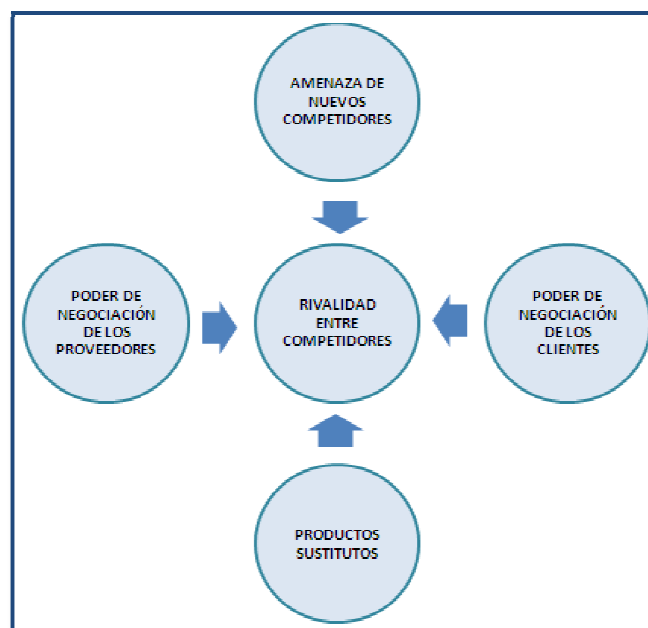 AMENAZA DE
NUEVOS
COMPETIDORES
PODER DE
NEGOCIACIÓN
DE LOS
PROVEEDORES
RIVALIDAD
ENTRE
COMPETIDORES
PODER DE
NEGOCIACIÓN
DE LOS
CLIENTES
PRODUCTOS
SUSTITUTOS